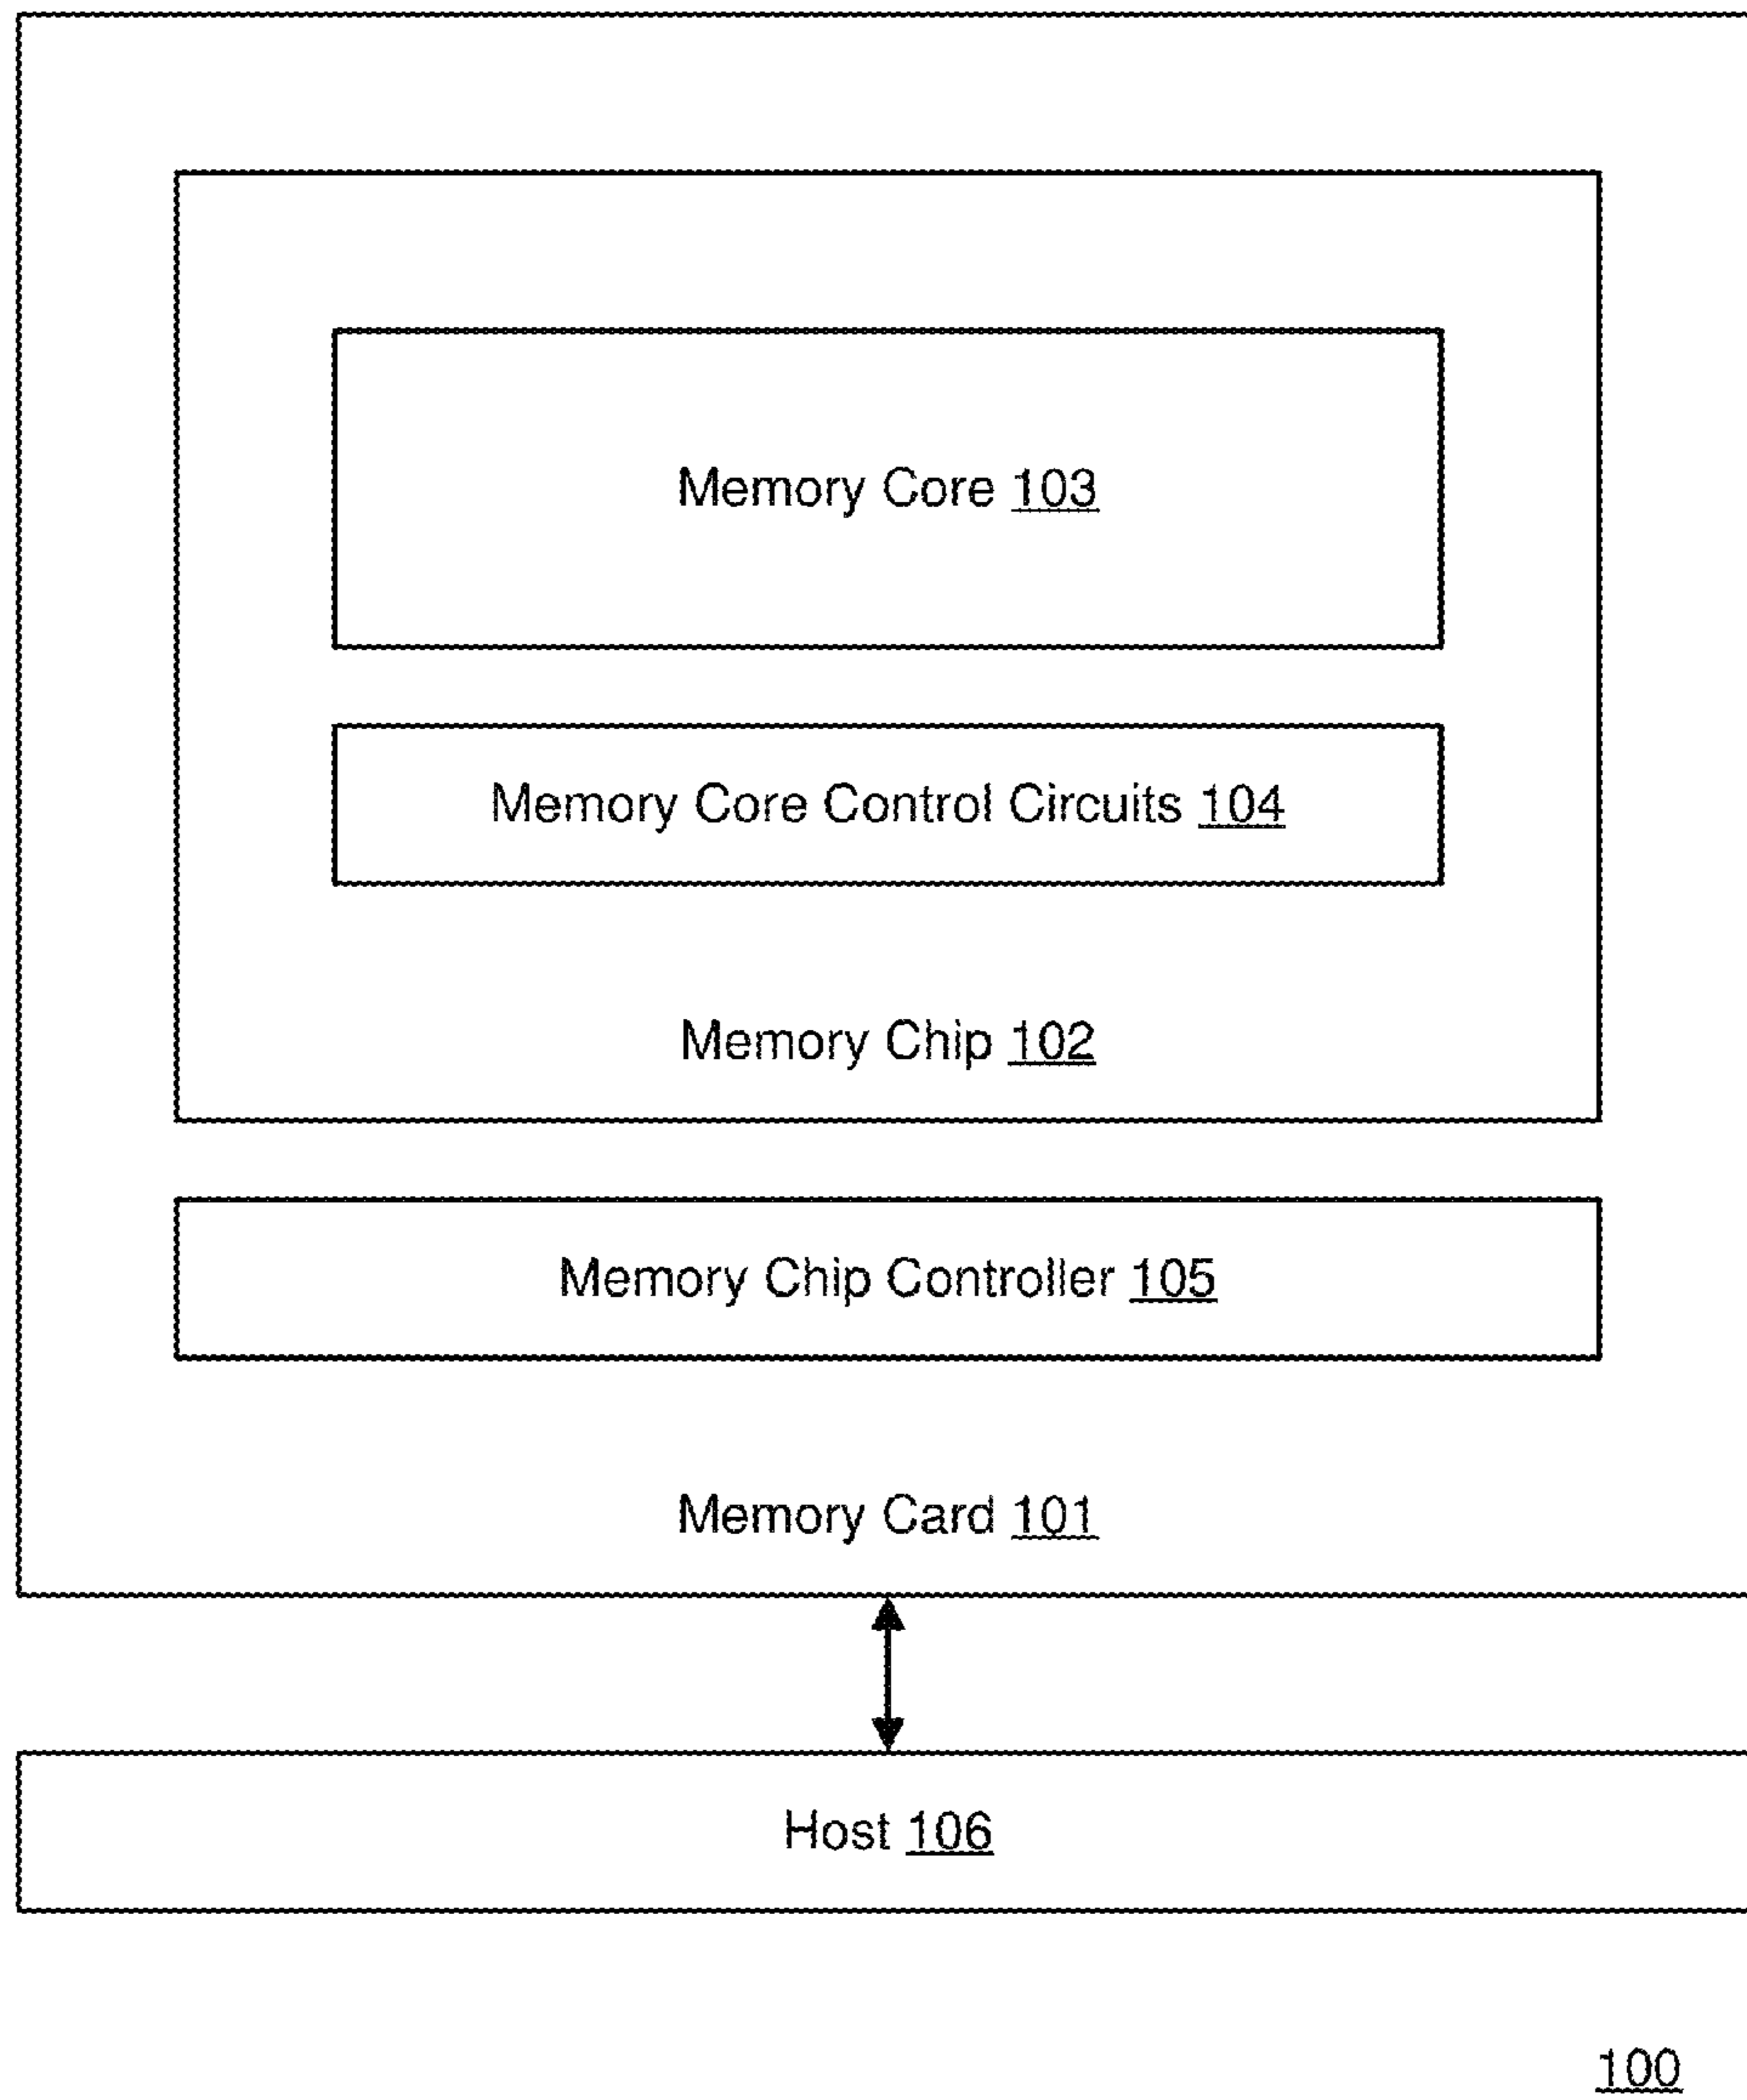 Memory Core 103
Memory Core Control Circuits 104
Memory Chip 102
Memory Chip Controller 105
Memory Card 101
Host 106
100